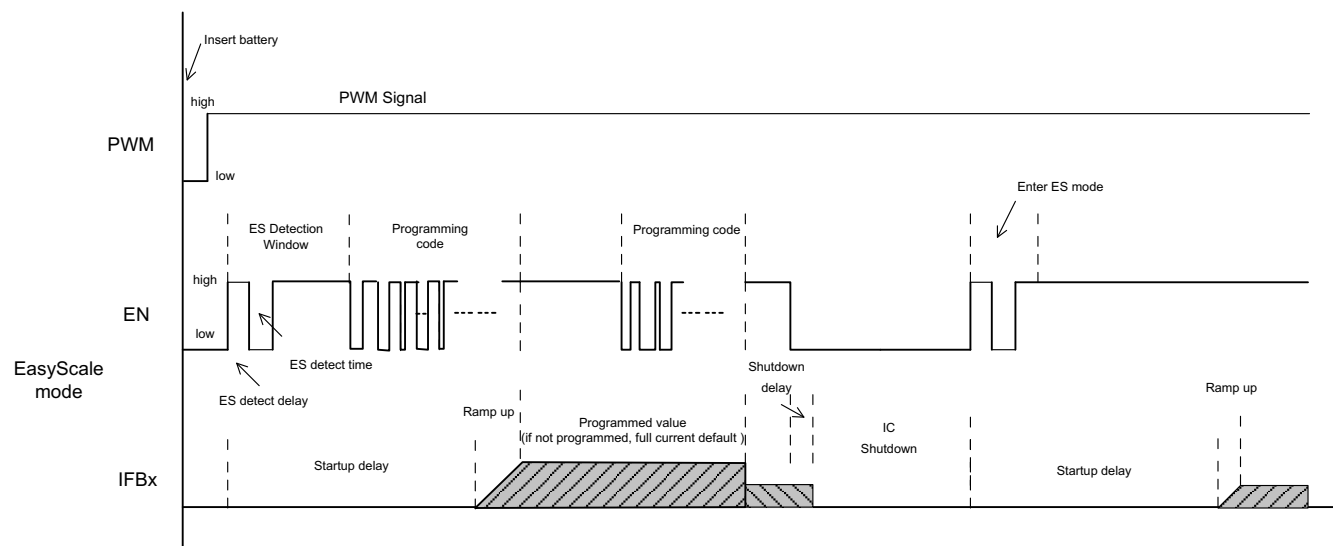 Insert battery
high
PWM Signal
PWM
low
Enter ES mode
ES Detection
Window
Programming
code
Programming code
high
EN
low
ES detect time
ES detect delay
EasyScale
mode
Shutdown
delay
Ramp up
Programmed value
(if not programmed, full current default )
IC
Shutdown
Ramp up
Startup delay
Startup delay
IFBx